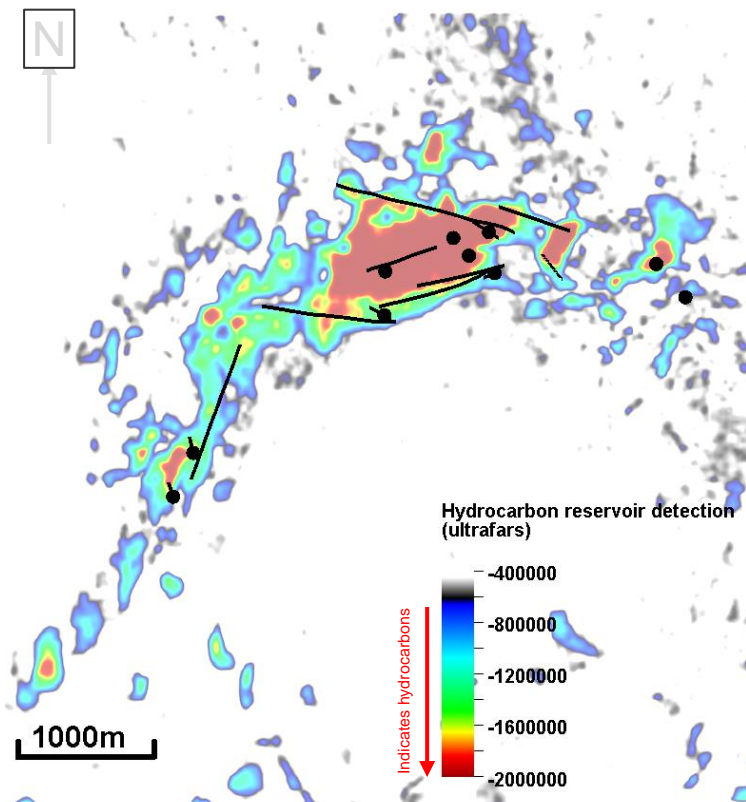 N
Hydrocarbon reservoir detection
(ultrafars)
-400000
-800000
-1200000
-1600000
-2000000
Indicates hydrocarbons
1000m